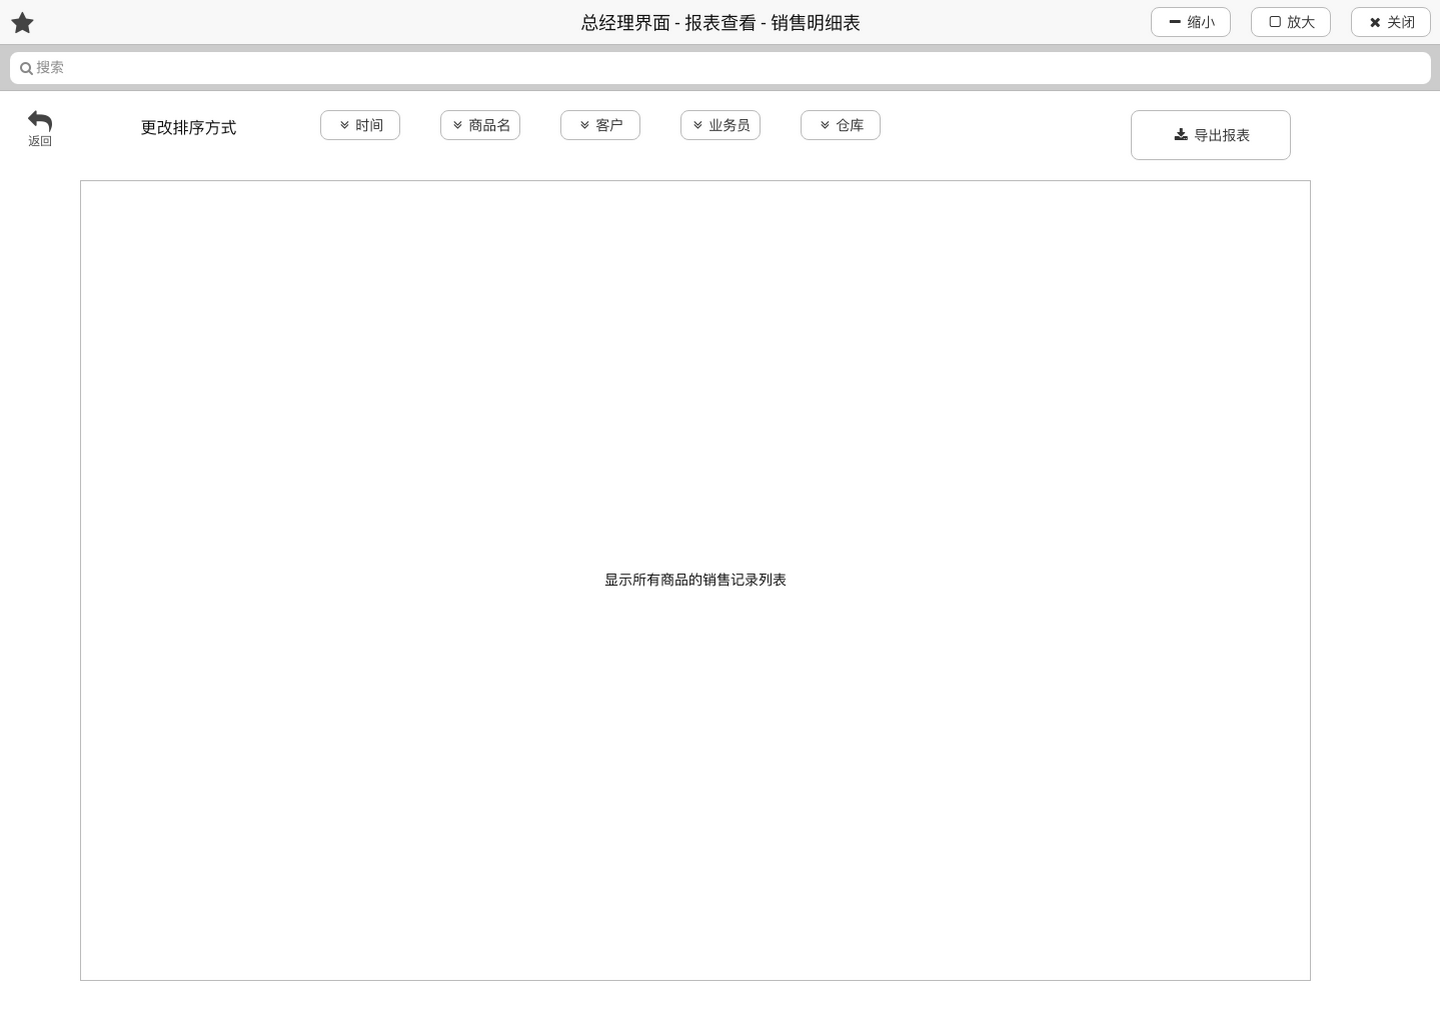 总经理界面 - 报表查看 - 销售明细表
缩小
放大
关闭
搜索
返回
更改排序方式
时间
商品名
客户
业务员
仓库
导出报表
显示所有商品的销售记录列表